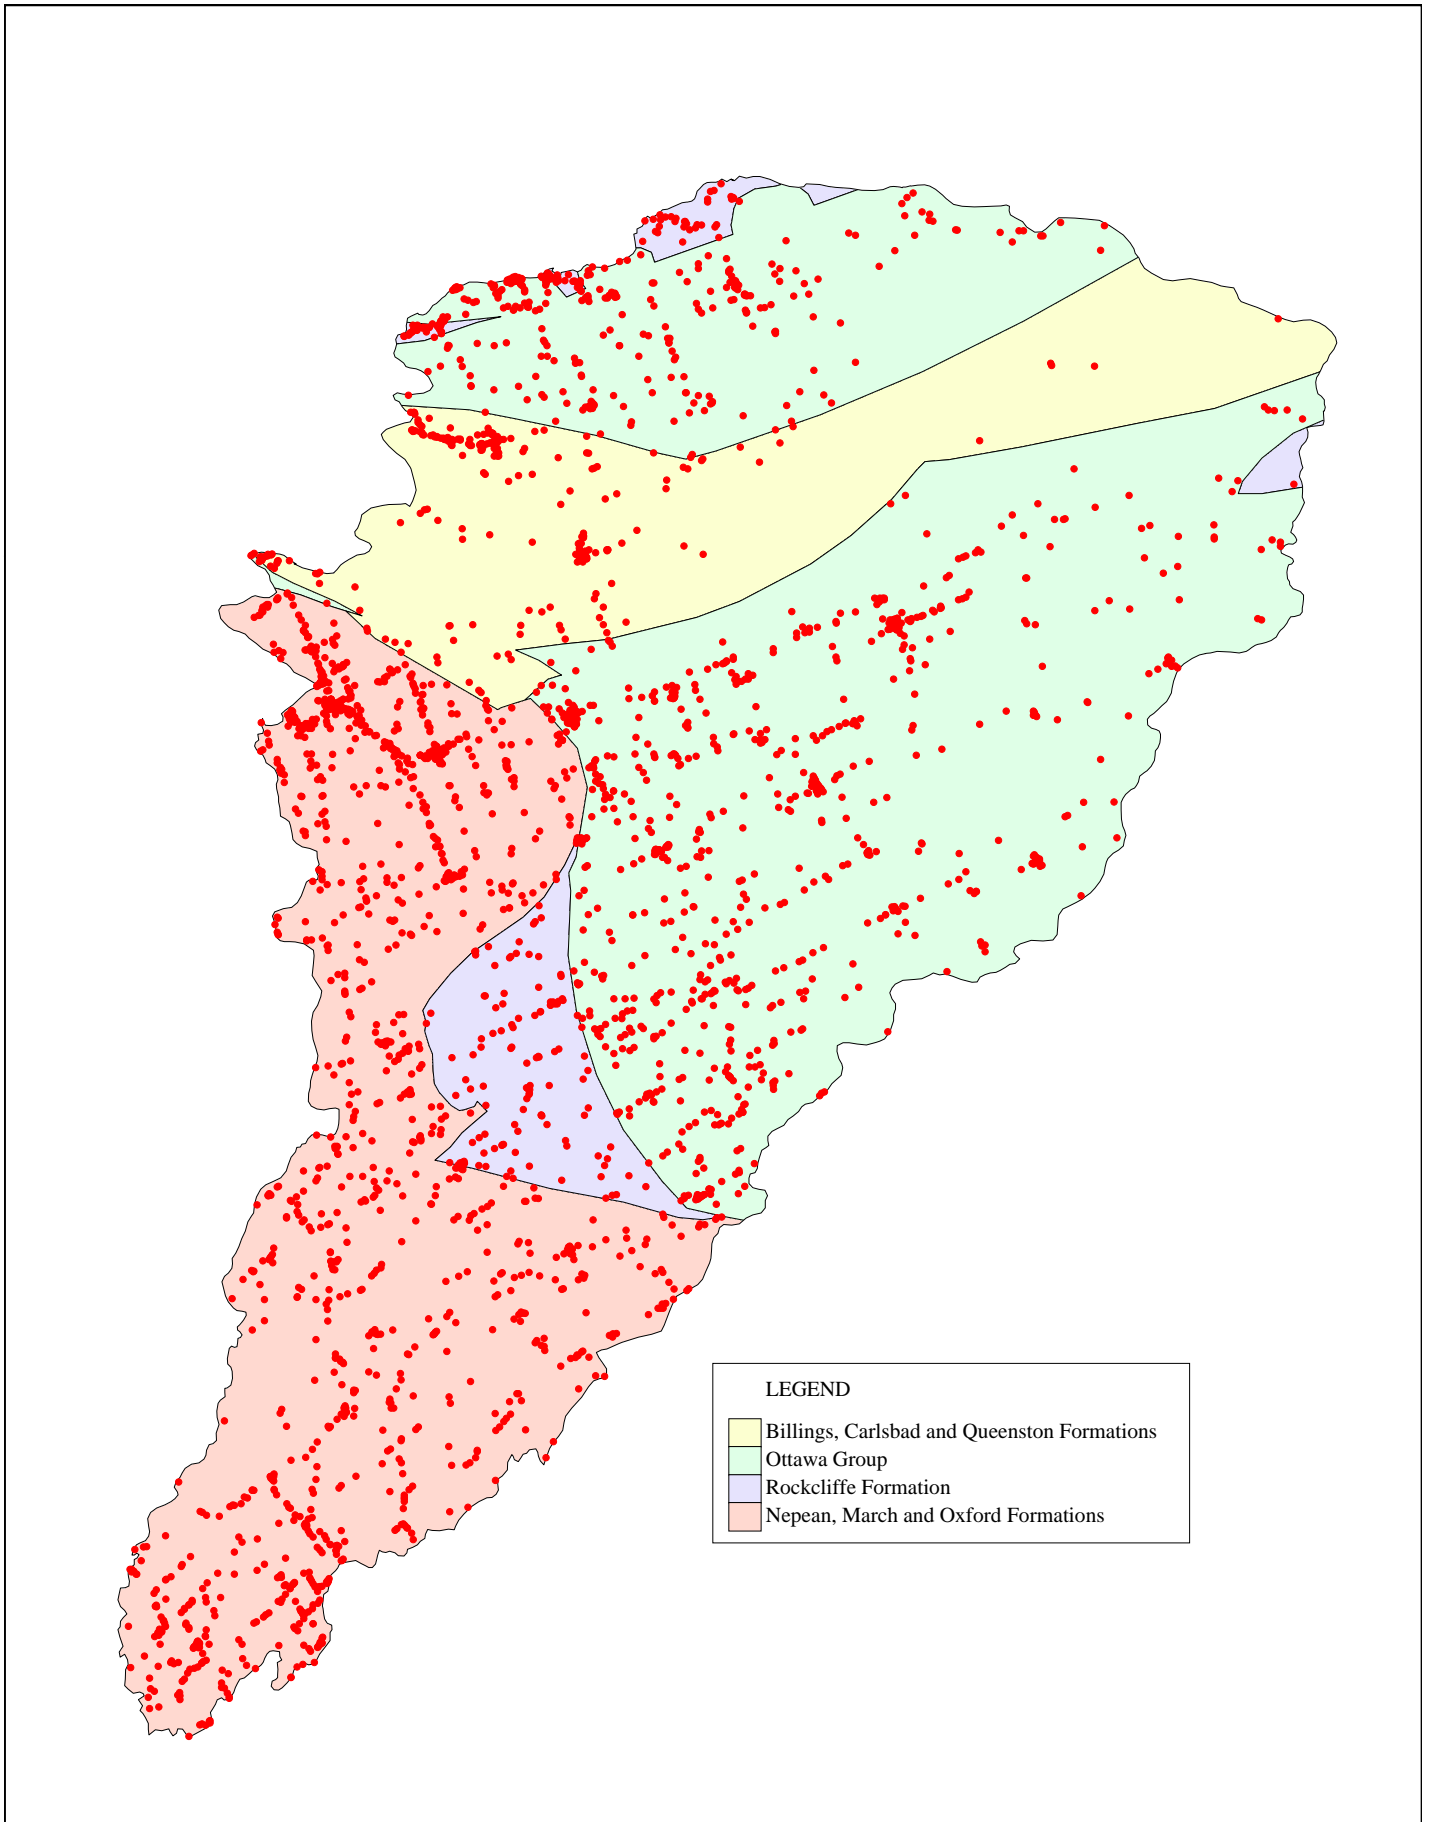 LEGEND
Billings, Carlsbad and Queenston Formations
Ottawa Group
Rockcliffe Formation
Nepean, March and Oxford Formations